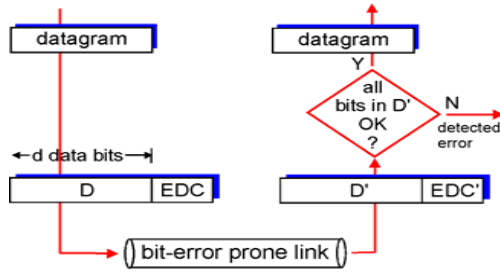 datagram
d data bits
D EDC
bit-error prone link
datagram
Y
all
bits in D'
OK
?
N
detected
error
D' EDC'